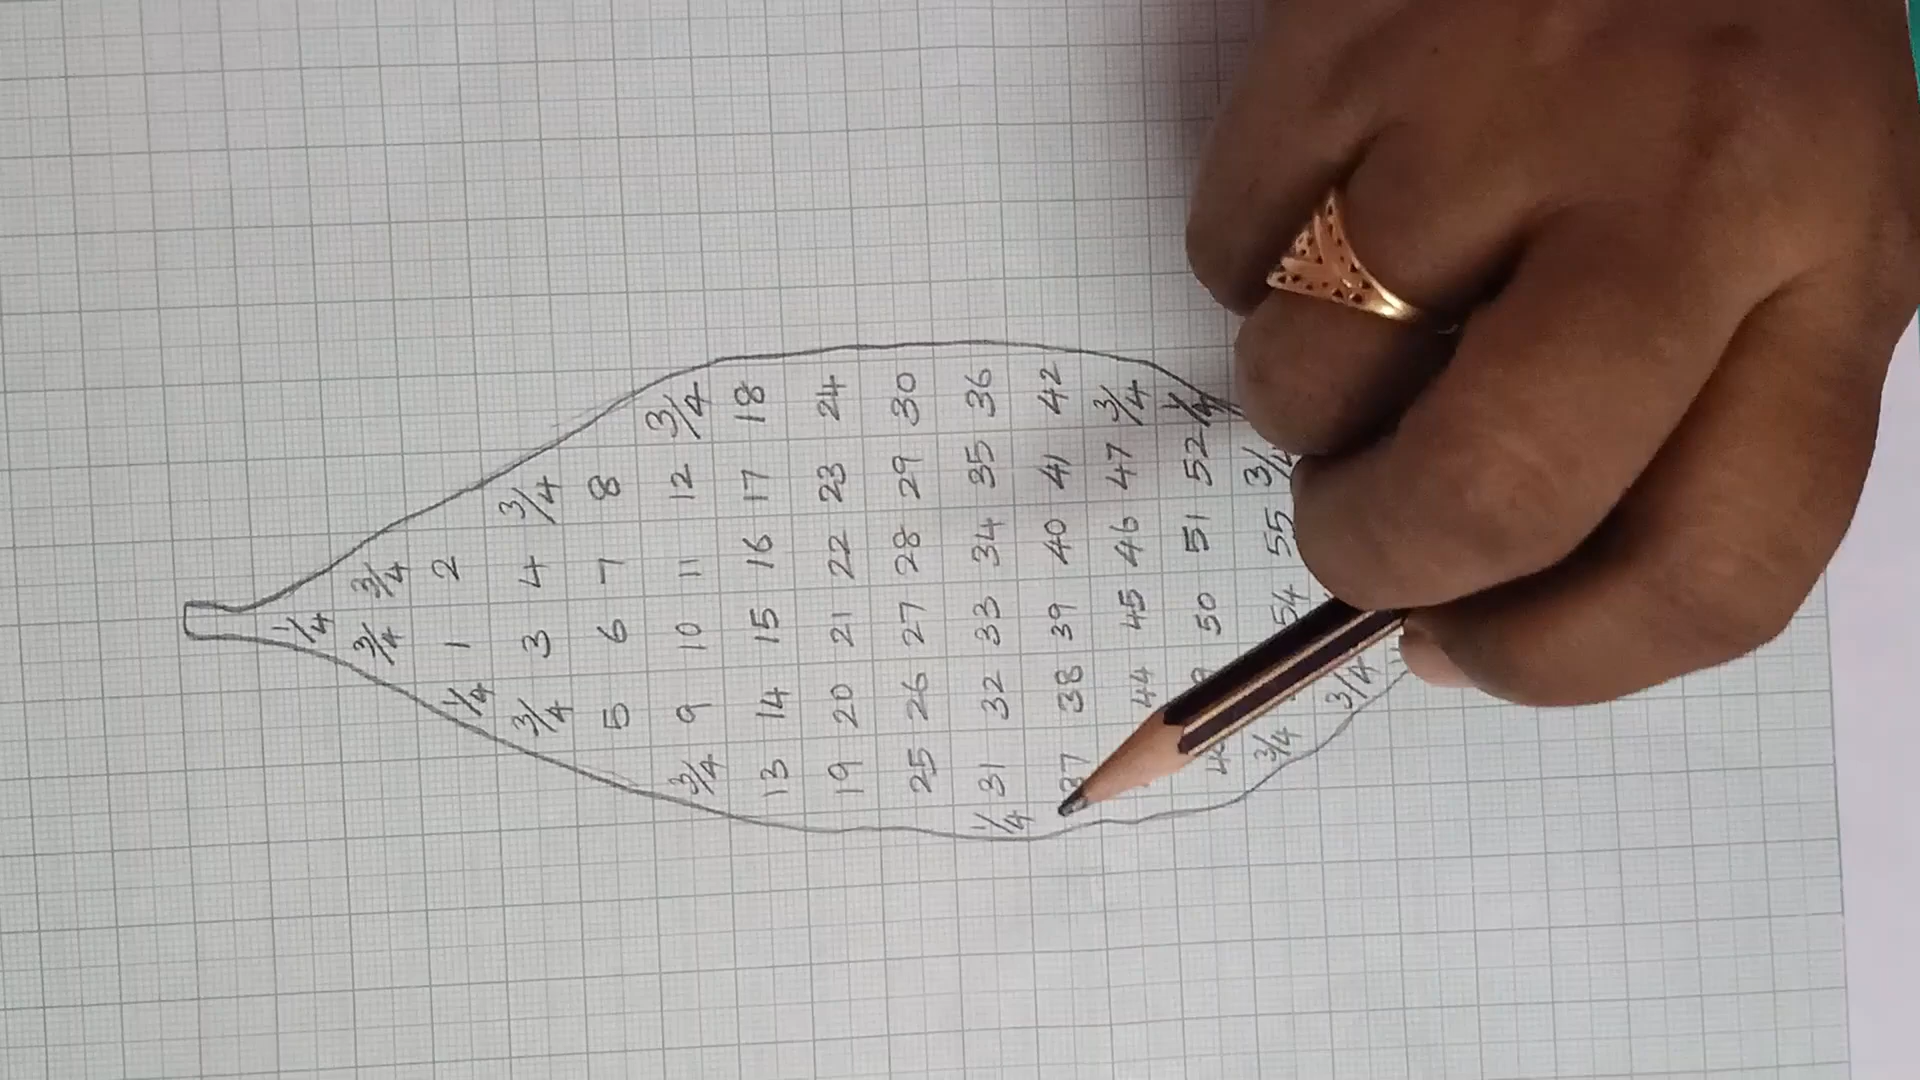 1/4
3/4 3/4
1/4 1 2
3/4 3 4 3/4
5 6 7 8
3/4 9 10 11 12 3/4
13 14 15 16 17 18
19 20 21 22 23 24
25 26 27 28 29 30
1/4 31 32 33 34 35 36
37 38 39 40 41 42
44 45 46 47 3/4
50 51 52 1/4
3/4 54 55 3/4
3/4